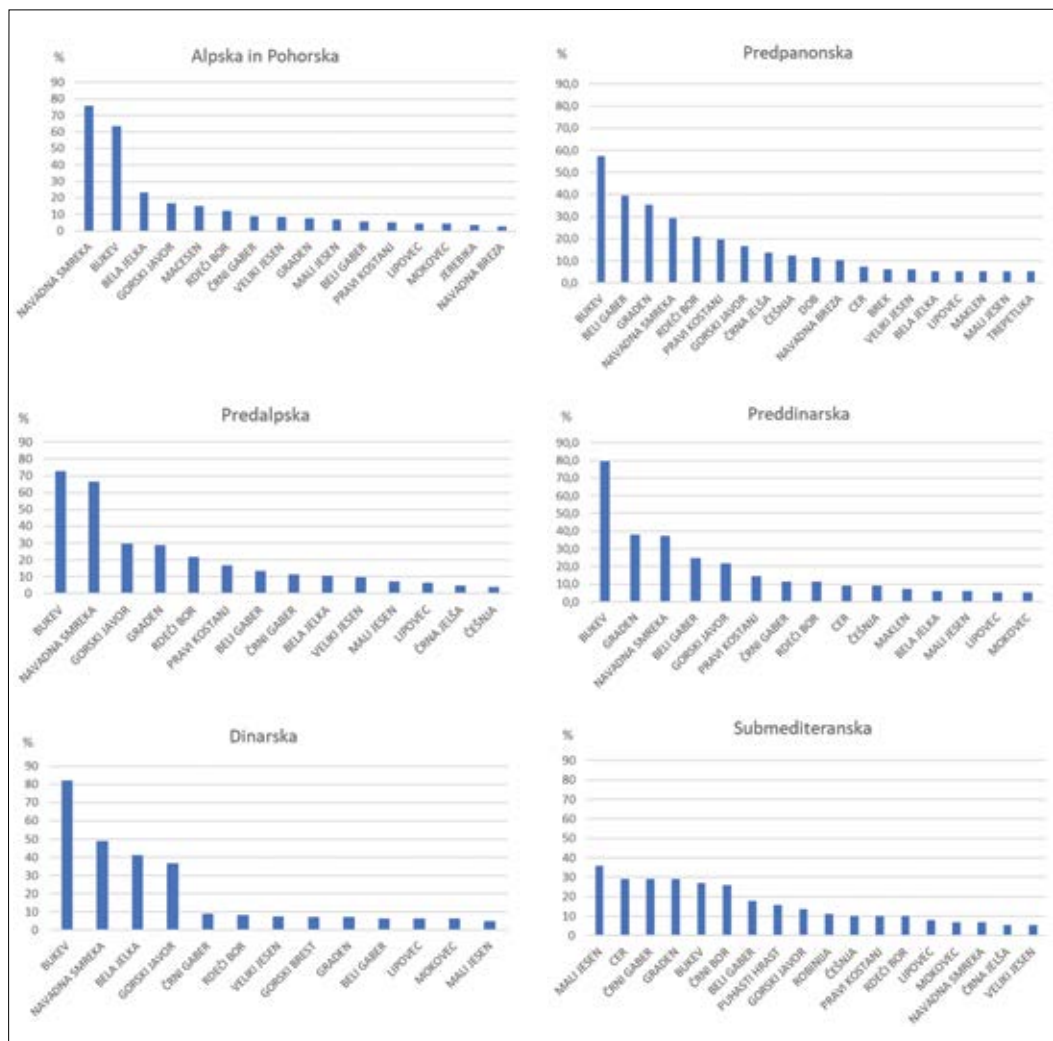 Alpska in Pohorska
%
90
80
70
60
50
40
30
20
10
0
NAVADNA SMREKA
BUKEV
BELA JELKA
GORSKI JAVOR
MACESEN
RDEČI BOR
ČRNI GABER
VELIKI JESEN
GRADEN
MALI JESEN
BELI GABER
PRAVI KOSTANJ
LIPOVEC
MOKOVEC
JEREBIKA
NAVADNA BREZA
Predpanonska
%
90,0
80,0
70,0
60,0
50,0
40,0
30,0
20,0
10,0
0,0
BUKEV
BELI GABER
GRADEN
NAVADNA SMREKA
RDEČI BOR
PRAVI KOSTANJ
GORSKI JAVOR
ČRNA JELŠA
ČEŠNJA
DOB
NAVADNA BREZA
CER
BREK
VELIKI JESEN
BELA JELKA
LIPOVEC
MAKLEN
MALI JESEN
TREPETLIKA
Predalpska
%
90
80
70
60
50
40
30
20
10
0
BUKEV
NAVADNA SMREKA
GORSKI JAVOR
GRADEN
RDEČI BOR
PRAVI KOSTANJ
BELI GABER
ČRNI GABER
BELA JELKA
VELIKI JESEN
MALI JESEN
LIPOVEC
ČRNA JELŠA
ČEŠNJA
Preddinarska
%
90,0
80,0
70,0
60,0
50,0
40,0
30,0
20,0
10,0
0,0
BUKEV
GRADEN
NAVADNA SMREKA
BELI GABER
GORSKI JAVOR
PRAVI KOSTANJ
ČRNI GABER
RDEČI BOR
CER
ČEŠNJA
MAKLEN
BELA JELKA
MALI JESEN
LIPOVEC
MOKOVEC
Dinarska
%
90
80
70
60
50
40
30
20
10
0
BUKEV
NAVADNA SMREKA
BELA JELKA
GORSKI JAVOR
ČRNI GABER
RDEČI BOR
VELIKI JESEN
GORSKI BREST
GRADEN
BELI GABER
LIPOVEC
MOKOVEC
MALI JESEN
Submediteranska
%
90
80
70
60
50
40
30
20
10
0
MALI JESEN
CER
ČRNI GABER
GRADEN
BUKEV
ČRNI BOR
BELI GABER
PUHASTI HRAST
GORSKI JAVOR
ROBINIJA
ČEŠNJA
PRAVI KOSTANJ
RDEČI BOR
LIPOVEC
MOKOVEC
NAVADNA SMREKA
ČRNA JELŠA
VELIKI JESEN